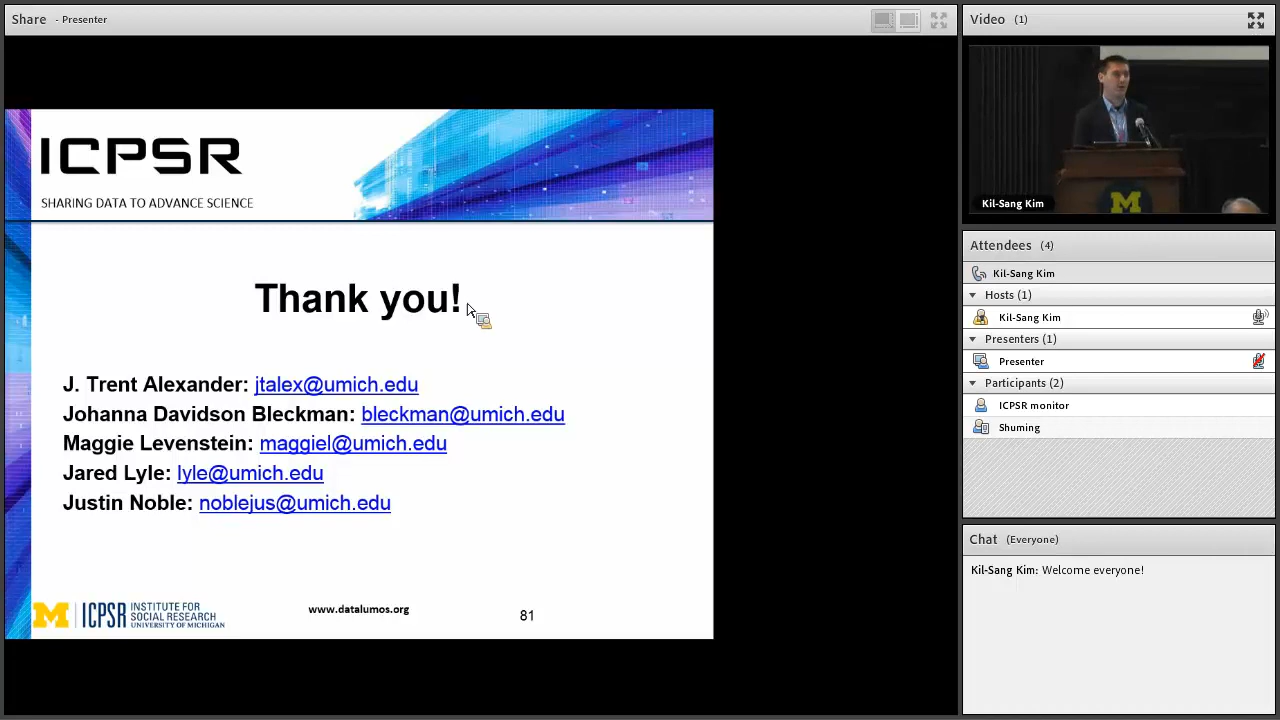 Share - Presenter
ICPSR
SHARING DATA TO ADVANCE SCIENCE
Thank you!
J. Trent Alexander: jtalex@umich.edu
Johanna Davidson Bleckman: bleckman@umich.edu
Maggie Levenstein: maggiel@umich.edu
Jared Lyle: lyle@umich.edu
Justin Noble: noblejus@umich.edu
M ICPSR INSTITUTE FOR
SOCIAL RESEARCH
UNIVERSITY OF MICHIGAN
www.datalumos.org
81
Video (1)
M
Kil-Sang Kim
Attendees (4)
Kil-Sang Kim
Hosts (1)
Kil-Sang Kim
Presenters (1)
Presenter
Participants (2)
ICPSR monitor
Shuming
Chat (Everyone)
Kil-Sang Kim: Welcome everyone!